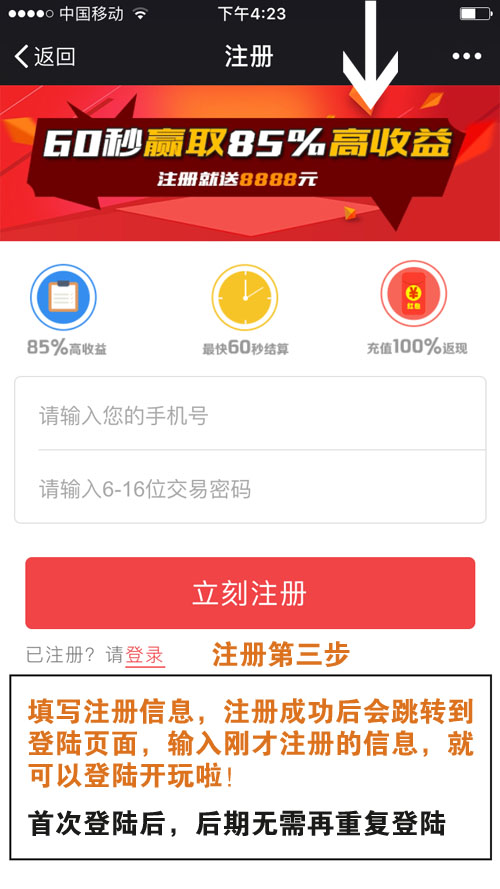 中国移动 下午4:23
返回 注册
60秒赢取85%高收益
注册就送8888元
红包
85%高收益 最快60秒结算 充值100%返现
请输入您的手机号
请输入6-16位交易密码
立刻注册
已注册？请登录 注册第三步
填写注册信息，注册成功后会跳转到
登陆页面，输入刚才注册的信息，就
可以登陆开玩啦！
首次登陆后，后期无需再重复登陆